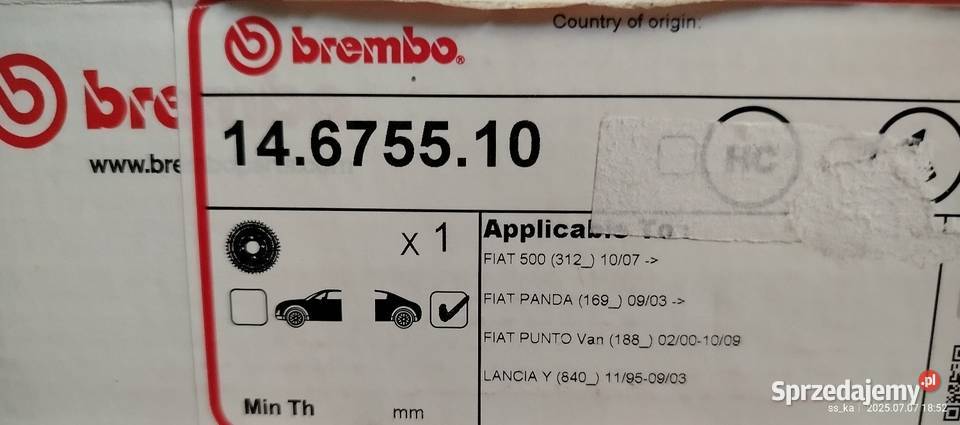 Country of origin:
brembo®
bre
www.bre
14.6755.10
HC
x 1
Applicable To:
FIAT 500 (312_) 10/07 ->
FIAT PANDA (169_) 09/03 ->
FIAT PUNTO Van (188_) 02/00-10/09
LANCIA Y (840_) 11/95-09/03
Min Th mm
Sprzedajemy.pl
ss_ka | 2025.07.07 18:52